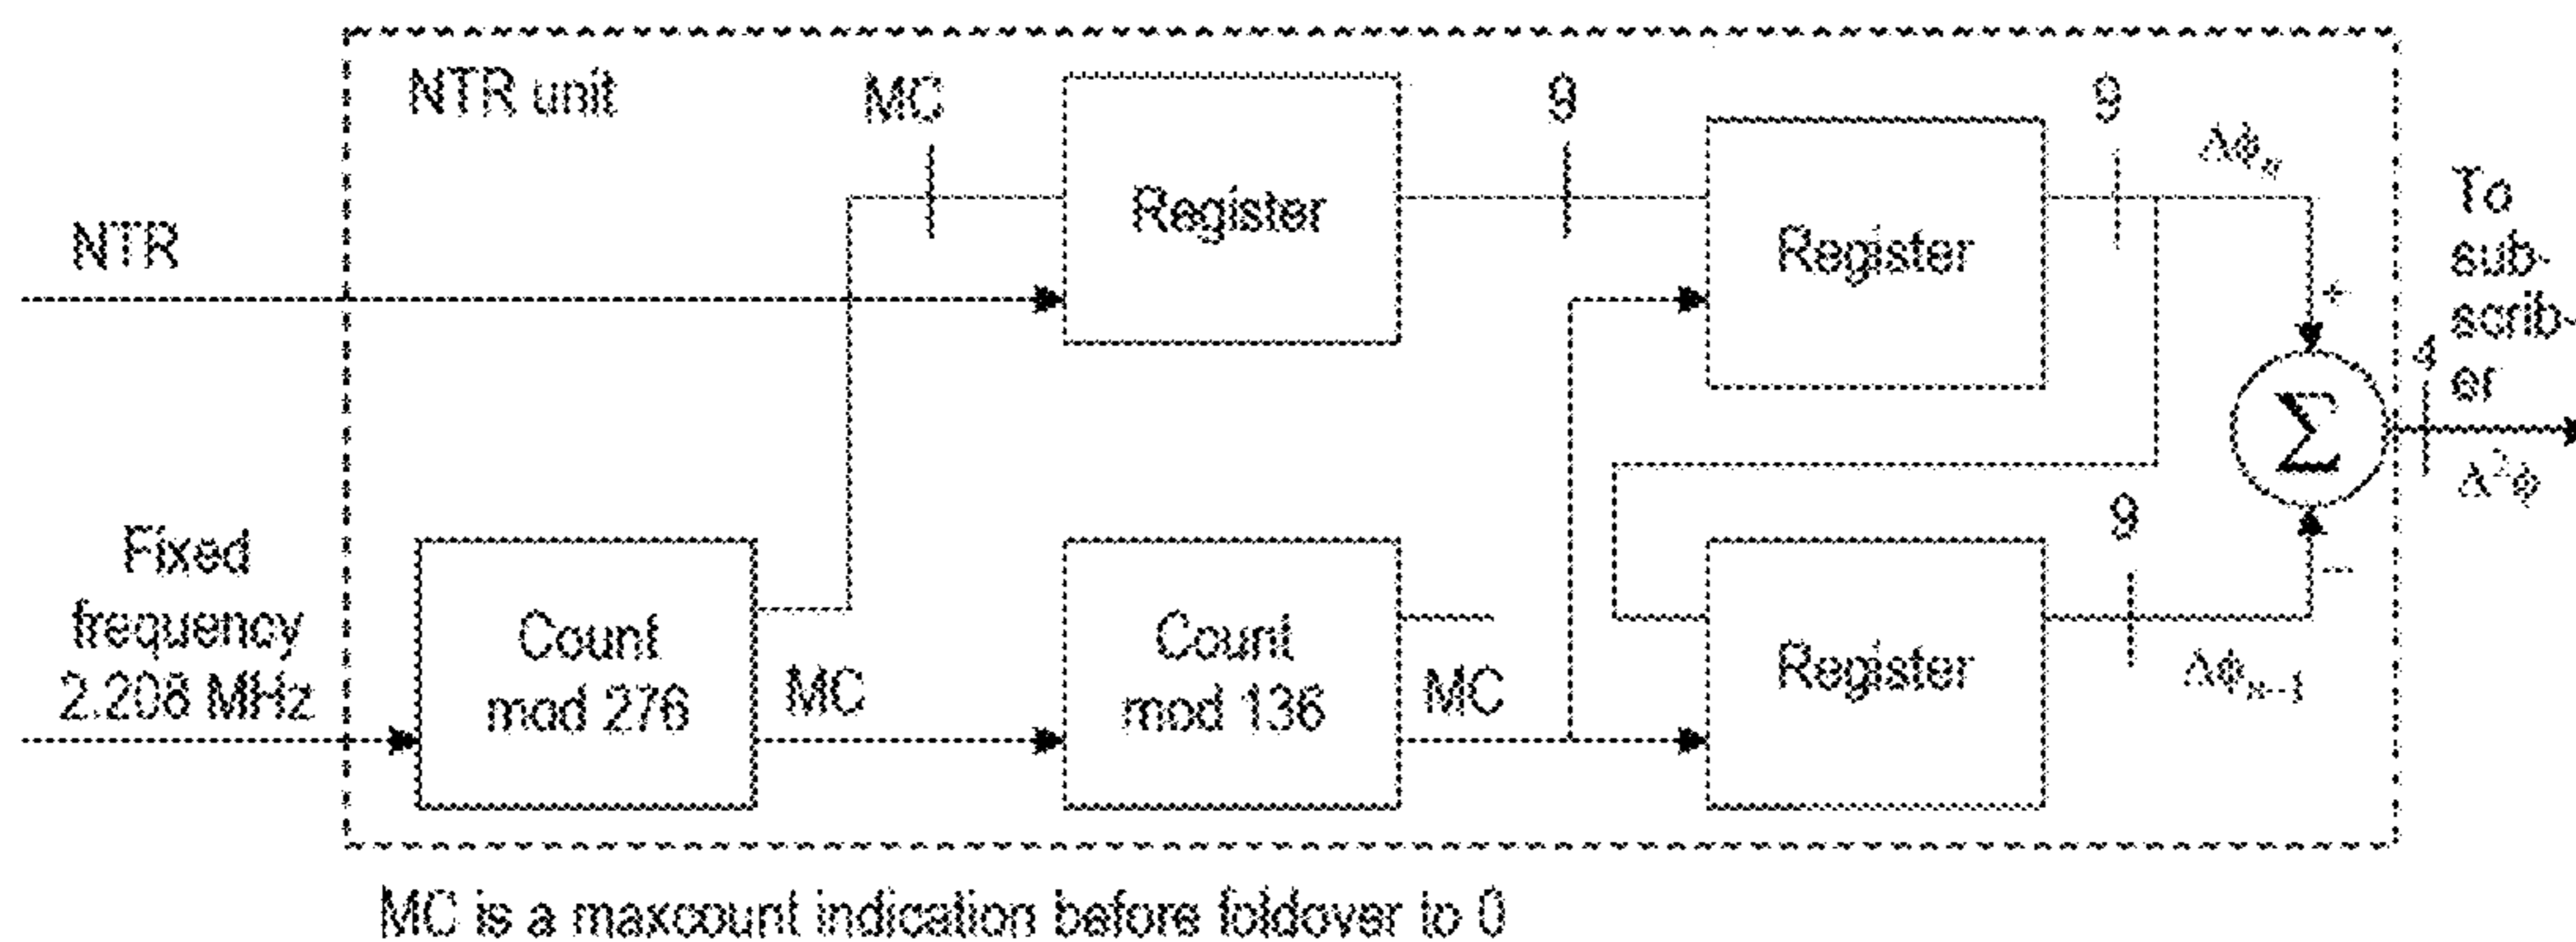 NTR unit
MC
9
9
Δϕn
To
sub-
scrib-
er
NTR
Register
Register
+
4
Σ
Δ²ϕ
Fixed
frequency
2.208 MHz
Count
mod 276
MC
Count
mod 136
MC
Register
9
−
Δϕn−1
MC is a maxcount indication before foldover to 0